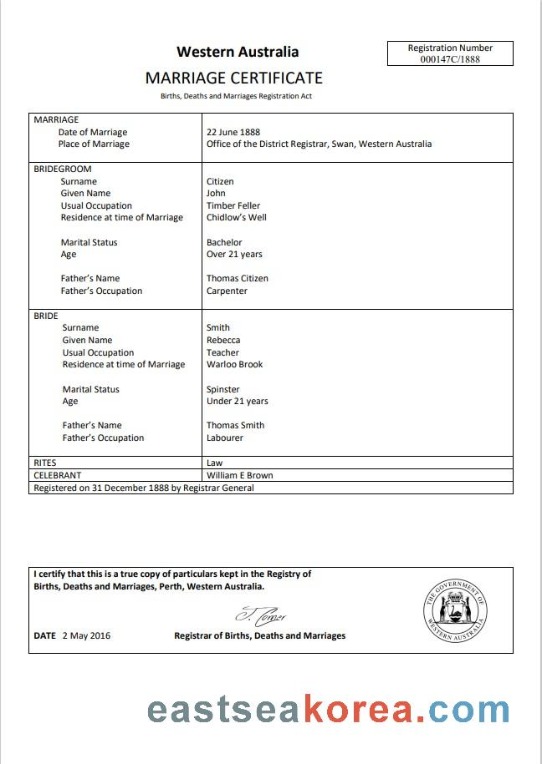 Western Australia
Registration Number
000147C/1888
MARRIAGE CERTIFICATE
Births, Deaths and Marriages Registration Act
MARRIAGE
Date of Marriage 22 June 1888
Place of Marriage Office of the District Registrar, Swan, Western Australia
BRIDEGROOM
Surname Citizen
Given Name John
Usual Occupation Timber Feller
Residence at time of Marriage Chidlow's Well
Marital Status Bachelor
Age Over 21 years
Father's Name Thomas Citizen
Father's Occupation Carpenter
BRIDE
Surname Smith
Given Name Rebecca
Usual Occupation Teacher
Residence at time of Marriage Warloo Brook
Marital Status Spinster
Age Under 21 years
Father's Name Thomas Smith
Father's Occupation Labourer
RITES Law
CELEBRANT William E Brown
Registered on 31 December 1888 by Registrar General
I certify that this is a true copy of particulars kept in the Registry of
Births, Deaths and Marriages, Perth, Western Australia.
THE GOVERNMENT OF
WESTERN AUSTRALIA
DATE 2 May 2016 Registrar of Births, Deaths and Marriages
eastseakorea.com